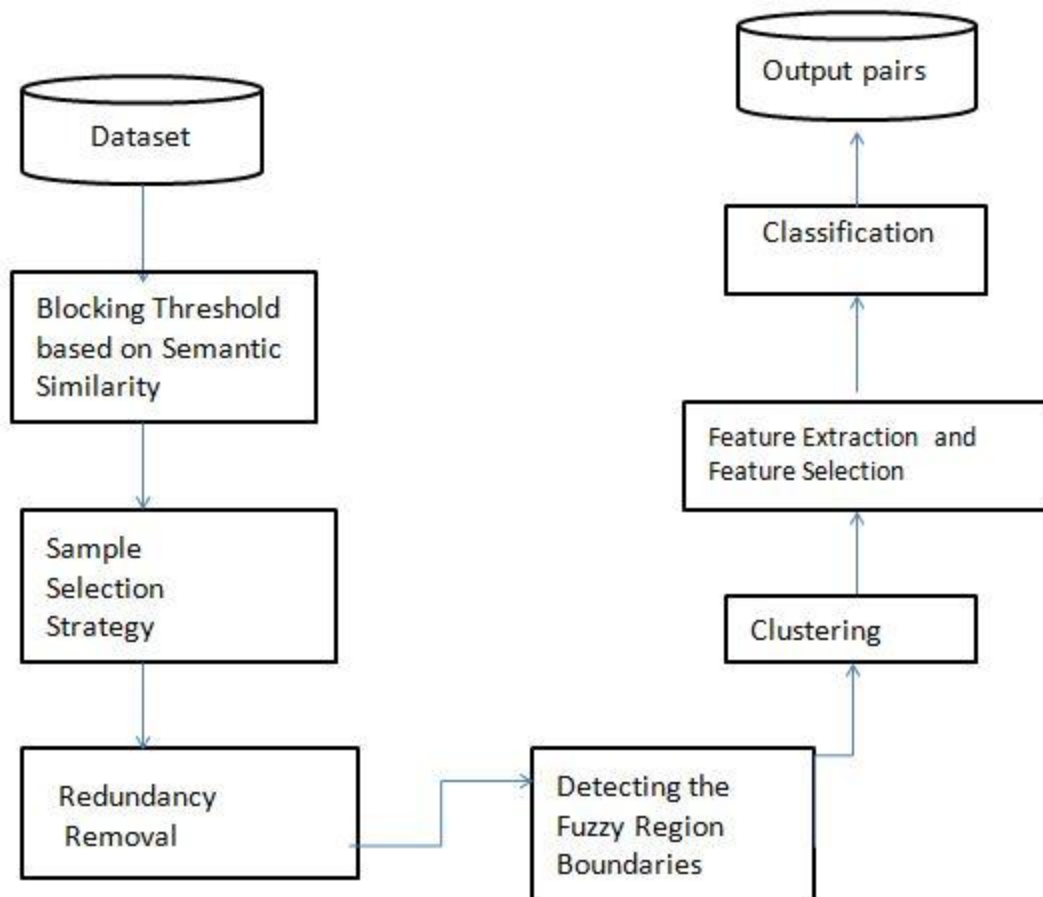 Dataset
Blocking Threshold
based on Semantic
Similarity
Sample
Selection
Strategy
Redundancy
Removal
Detecting the
Fuzzy Region
Boundaries
Clustering
Feature Extraction and
Feature Selection
Classification
Output pairs